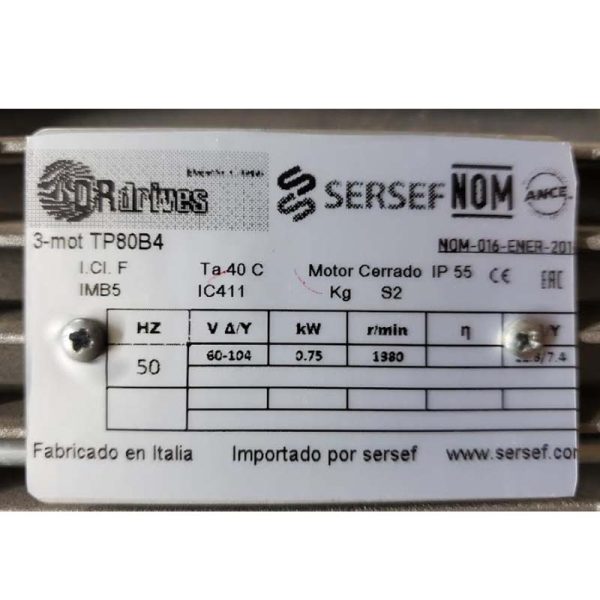 DRdrives
SERSEF NOM ANCE
3-mot TP80B4
NOM-016-ENER-201
I.Cl. F Ta 40 C Motor Cerrado IP 55 CE EAC
IMB5 IC411 Kg S2
HZ V Δ/Y kW r/min η Y
50 60-104 0.75 1380 /7.4
Fabricado en Italia Importado por sersef www.sersef.com